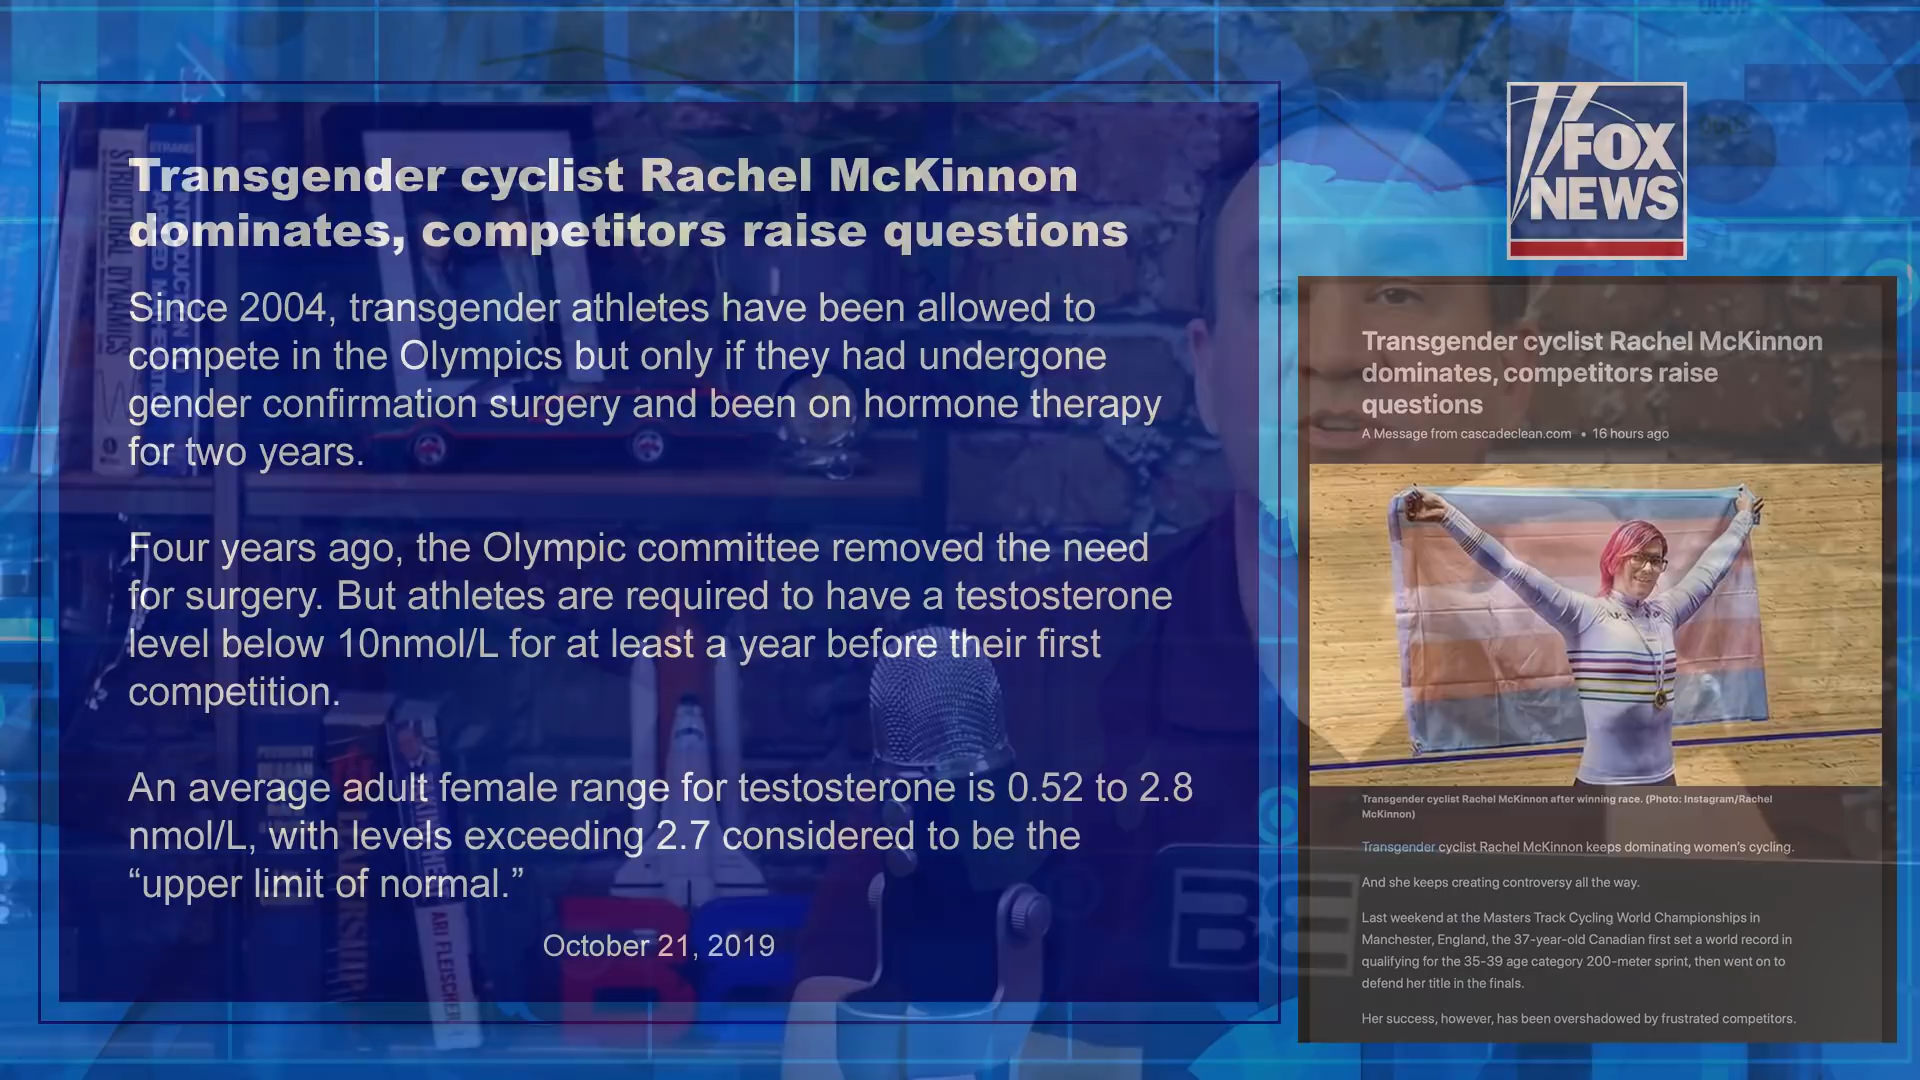 Transgender cyclist Rachel McKinnon
dominates, competitors raise questions
Since 2004, transgender athletes have been allowed to
compete in the Olympics but only if they had undergone
gender confirmation surgery and been on hormone therapy
for two years.
Four years ago, the Olympic committee removed the need
for surgery. But athletes are required to have a testosterone
level below 10nmol/L for at least a year before their first
competition.
An average adult female range for testosterone is 0.52 to 2.8
nmol/L, with levels exceeding 2.7 considered to be the
“upper limit of normal.”
October 21, 2019
STRUCTURAL DYNAMICS
ARI FLEISCHER
BE
FOX
NEWS
Transgender cyclist Rachel McKinnon
dominates, competitors raise
questions
A Message from cascadeclean.com • 16 hours ago
Transgender cyclist Rachel McKinnon after winning race. (Photo: Instagram/Rachel
McKinnon)
Transgender cyclist Rachel McKinnon keeps dominating women’s cycling.
And she keeps creating controversy all the way.
Last weekend at the Masters Track Cycling World Championships in
Manchester, England, the 37-year-old Canadian first set a world record in
qualifying for the 35-39 age category 200-meter sprint, then went on to
defend her title in the finals.
Her success, however, has been overshadowed by frustrated competitors.